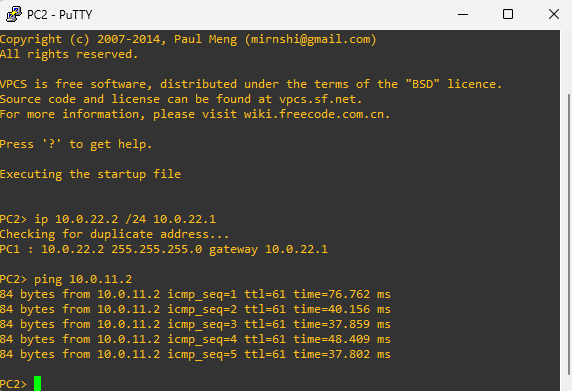 PC2 - PuTTY
Copyright (c) 2007-2014, Paul Meng (mirnshi@gmail.com)
All rights reserved.
VPCS is free software, distributed under the terms of the "BSD" licence.
Source code and license can be found at vpcs.sf.net.
For more information, please visit wiki.freecode.com.cn.
Press '?' to get help.
Executing the startup file
PC2> ip 10.0.22.2 /24 10.0.22.1
Checking for duplicate address...
PC1 : 10.0.22.2 255.255.255.0 gateway 10.0.22.1
PC2> ping 10.0.11.2
84 bytes from 10.0.11.2 icmp_seq=1 ttl=61 time=76.762 ms
84 bytes from 10.0.11.2 icmp_seq=2 ttl=61 time=40.156 ms
84 bytes from 10.0.11.2 icmp_seq=3 ttl=61 time=37.859 ms
84 bytes from 10.0.11.2 icmp_seq=4 ttl=61 time=48.409 ms
84 bytes from 10.0.11.2 icmp_seq=5 ttl=61 time=37.802 ms
PC2>